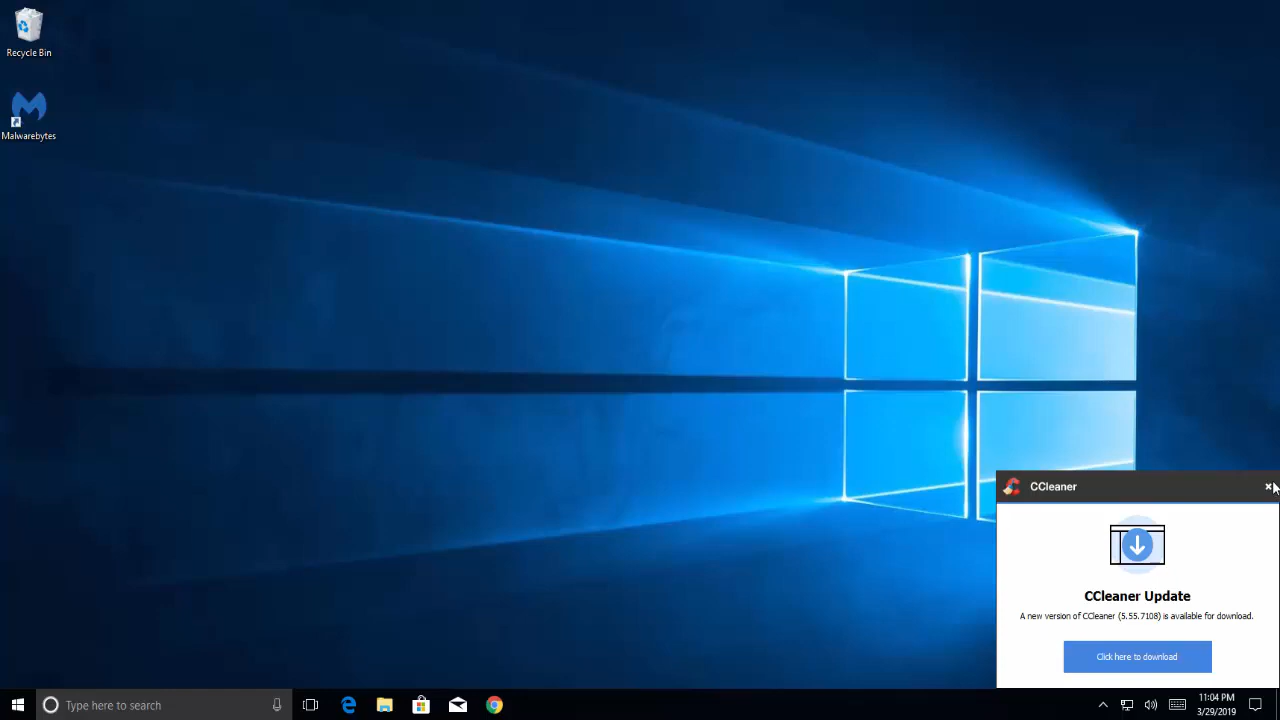 Recycle Bin
Malwarebytes
CCleaner
CCleaner Update
A new version of CCleaner (5.55.7108) is available for download.
Click here to download
Type here to search
11:04 PM
3/29/2019